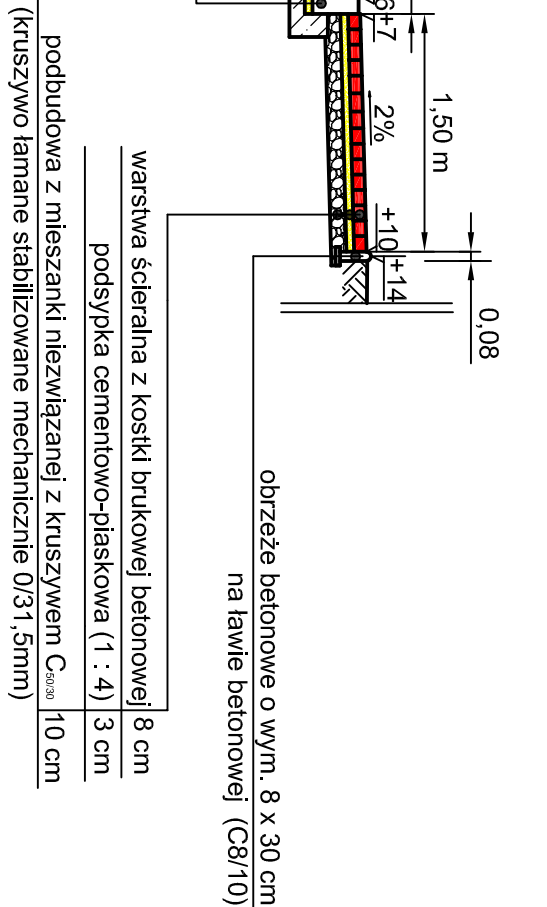 0,08
1,50 m
6+7
2%
+10
+14
obrzeże betonowe o wym. 8 x 30 cm
na ławie betonowej (C8/10)
warstwa ścieralna z kostki brukowej betonowej 8 cm
podsypka cementowo-piaskowa (1 : 4) 3 cm
podbudowa z mieszanki niezwiązanej z kruszywem C50/30 10 cm
(kruszywo łamane stabilizowane mechanicznie 0/31,5mm)